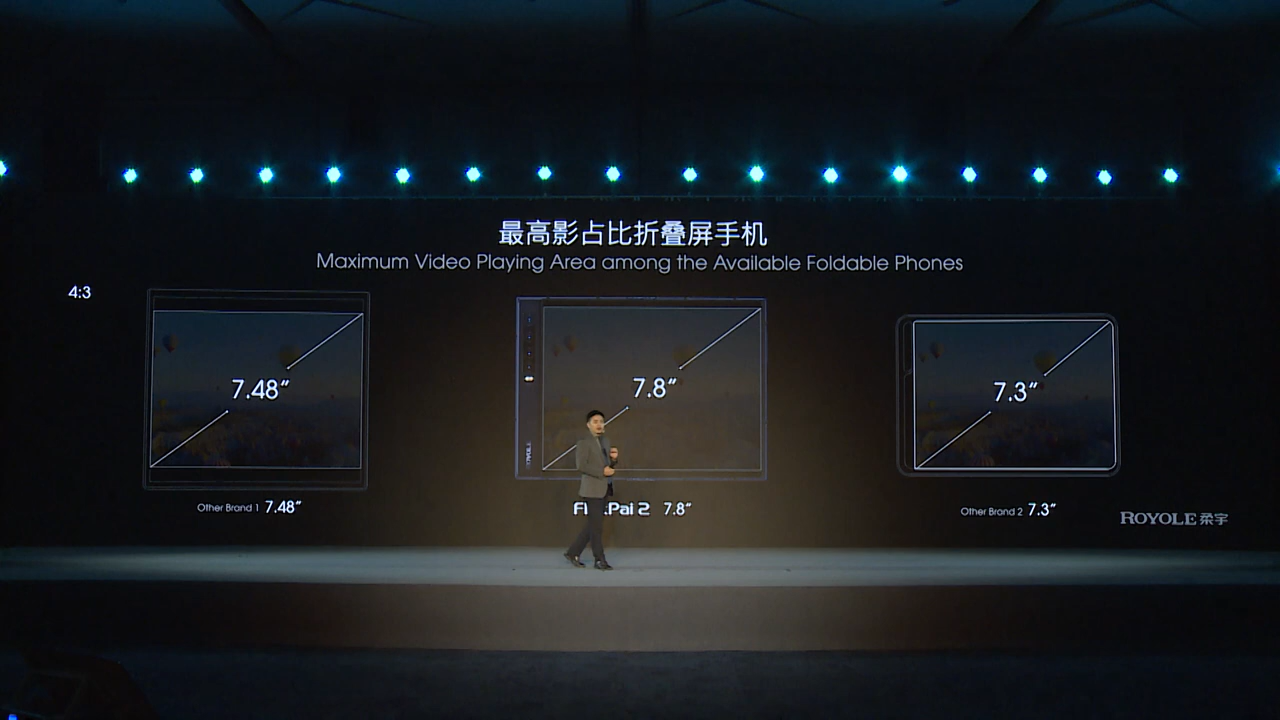 最高影占比折叠屏手机
Maximum Video Playing Area among the Available Foldable Phones
4:3
7.48”
7.8”
7.3”
Other Brand 1 7.48”
Pai 2 7.8”
Other Brand 2 7.3”
ROYOLE 柔宇